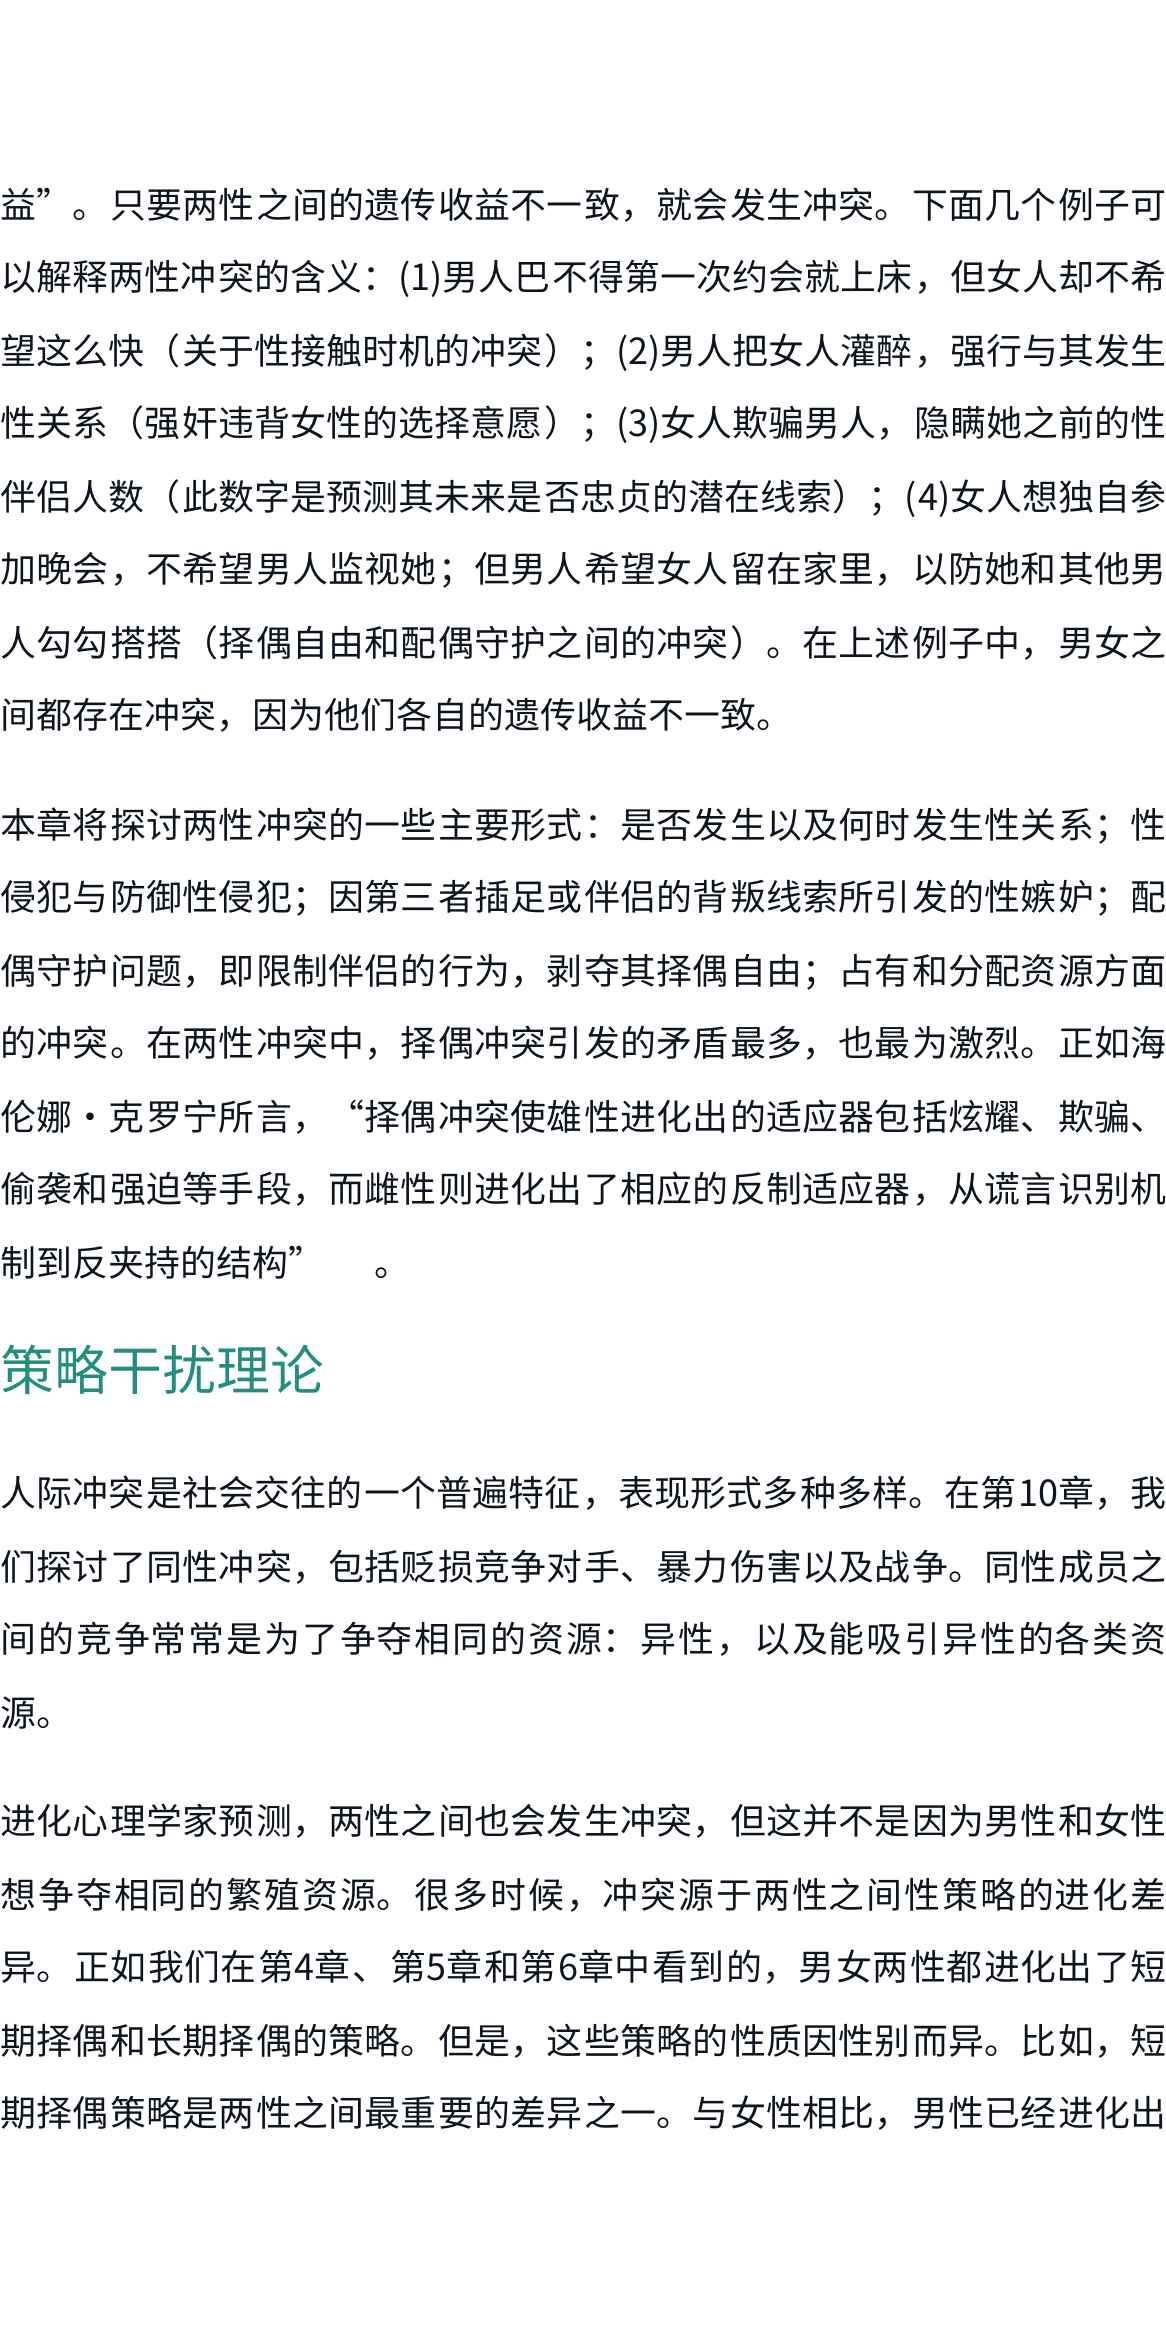 益”。只要两性之间的遗传收益不一致，就会发生冲突。下面几个例子可
以解释两性冲突的含义：(1)男人巴不得第一次约会就上床，但女人却不希
望这么快（关于性接触时机的冲突）；(2)男人把女人灌醉，强行与其发生
性关系（强奸违背女性的选择意愿）；(3)女人欺骗男人，隐瞒她之前的性
伴侣人数（此数字是预测其未来是否忠贞的潜在线索）；(4)女人想独自参
加晚会，不希望男人监视她；但男人希望女人留在家里，以防她和其他男
人勾勾搭搭（择偶自由和配偶守护之间的冲突）。在上述例子中，男女之
间都存在冲突，因为他们各自的遗传收益不一致。
本章将探讨两性冲突的一些主要形式：是否发生以及何时发生性关系；性
侵犯与防御性侵犯；因第三者插足或伴侣的背叛线索所引发的性嫉妒；配
偶守护问题，即限制伴侣的行为，剥夺其择偶自由；占有和分配资源方面
的冲突。在两性冲突中，择偶冲突引发的矛盾最多，也最为激烈。正如海
伦娜·克罗宁所言，“择偶冲突使雄性进化出的适应器包括炫耀、欺骗、
偷袭和强迫等手段，而雌性则进化出了相应的反制适应器，从谎言识别机
制到反夹持的结构”　。
策略干扰理论
人际冲突是社会交往的一个普遍特征，表现形式多种多样。在第10章，我
们探讨了同性冲突，包括贬损竞争对手、暴力伤害以及战争。同性成员之
间的竞争常常是为了争夺相同的资源：异性，以及能吸引异性的各类资
源。
进化心理学家预测，两性之间也会发生冲突，但这并不是因为男性和女性
想争夺相同的繁殖资源。很多时候，冲突源于两性之间性策略的进化差
异。正如我们在第4章、第5章和第6章中看到的，男女两性都进化出了短
期择偶和长期择偶的策略。但是，这些策略的性质因性别而异。比如，短
期择偶策略是两性之间最重要的差异之一。与女性相比，男性已经进化出